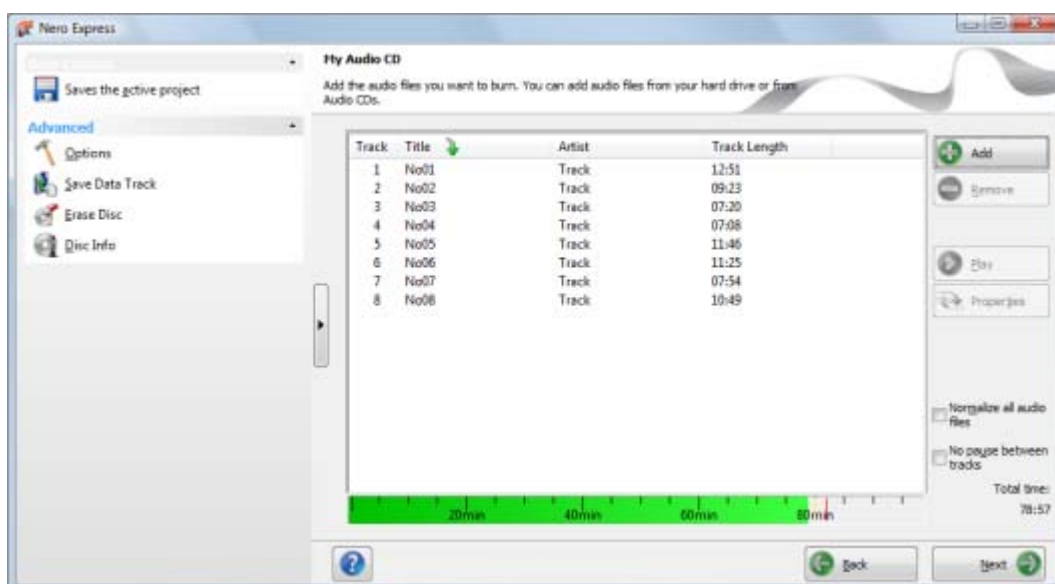 Nero Express
Saves the active project
Advanced
Options
Save Data Track
Erase Disc
Disc Info
My Audio CD
Add the audio files you want to burn. You can add audio files from your hard drive or from
Audio CDs.
Track Title Artist Track Length
1 No01 Track 12:51
2 No02 Track 09:23
3 No03 Track 07:20
4 No04 Track 07:08
5 No05 Track 11:46
6 No06 Track 11:25
7 No07 Track 07:54
8 No08 Track 10:49
Add
Remove
Play
Properties
Normalize all audio
files
No pause between
tracks
Total time:
78:57
20min 40min 60min 80min
Back
Next